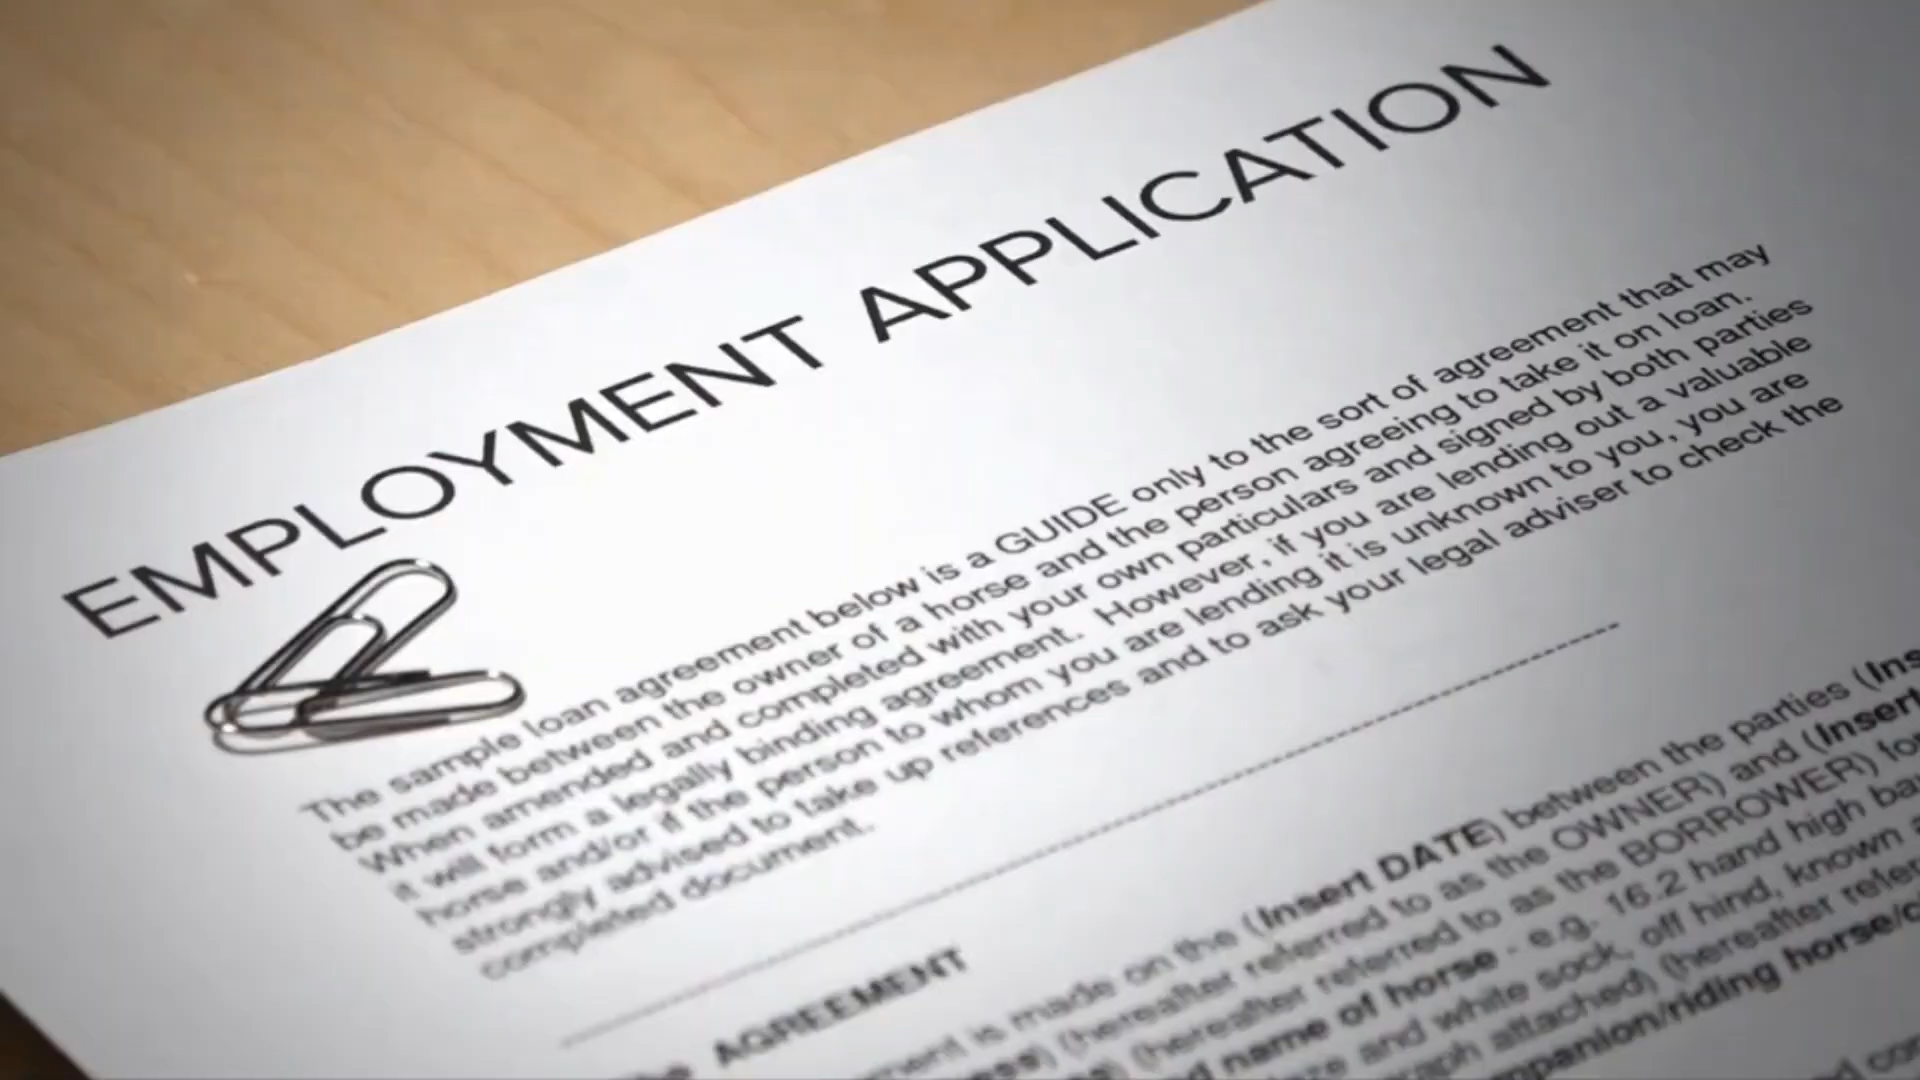 EMPLOYMENT APPLICATION
The sample loan agreement below is a GUIDE only to the sort of agreement that may
be made between the owner of a horse and the person agreeing to take it on loan.
When amended and completed with your own particulars and signed by both parties
it will form a legally binding agreement. However, if you are lending out a valuable
horse and/or if the person to whom you are lending it is unknown to you, you are
strongly advised to take up references and to ask your legal adviser to check the
completed document.
AGREEMENT
is made on the (Insert DATE) between the parties (Ins
(hereafter referred to as the OWNER) and (Insert
(hereafter referred to as the BORROWER) for
name of horse - e.g. 16.2 hand high bay
and white sock, off hind, known
attached) (hereafter refer
companion/riding horse/c